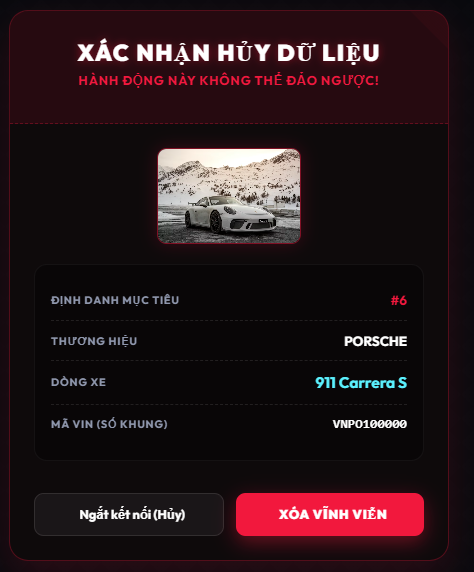 XÁC NHẬN HỦY DỮ LIỆU
HÀNH ĐỘNG NÀY KHÔNG THỂ ĐẢO NGƯỢC!
ĐỊNH DANH MỤC TIÊU #6
THƯƠNG HIỆU PORSCHE
DÒNG XE 911 Carrera S
MÃ VIN (SỐ KHUNG) VNPO100000
Ngắt kết nối (Hủy) XÓA VĨNH VIỄN